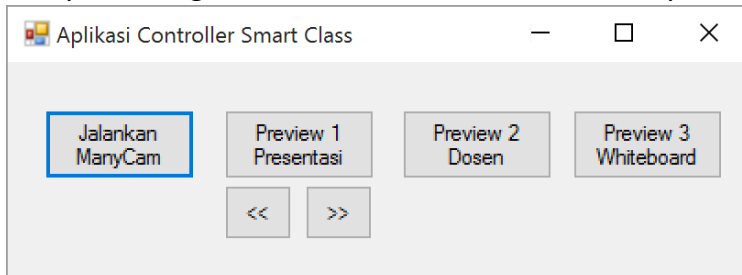 Aplikasi Controller Smart Class
Jalankan
ManyCam
Preview 1
Presentasi
Preview 2
Dosen
Preview 3
Whiteboard
<<
>>